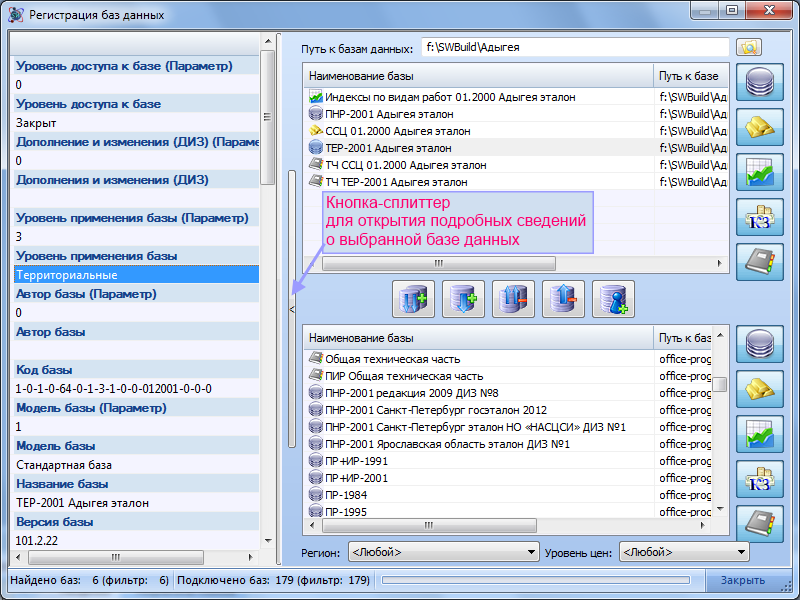 Регистрация баз данных
Уровень доступа к базе (Параметр)
0
Уровень доступа к базе
Закрыт
Дополнение и изменения (ДИЗ) (Параме
0
Дополнения и изменения (ДИЗ)
Уровень применения базы (Параметр)
3
Уровень применения базы
Территориальные
Автор базы (Параметр)
0
Автор базы
Код базы
1-0-1-0-64-0-1-3-1-0-0-012001-0-0-0
Модель базы (Параметр)
1
Модель базы
Стандартная база
Название базы
ТЕР-2001 Адыгея эталон
Версия базы
101.2.22
Путь к базам данных: f:\SWBuild\Адыгея
Наименование базы Путь к базе
Индексы по видам работ 01.2000 Адыгея эталон f:\SWBuild\Ад
ПНР-2001 Адыгея эталон f:\SWBuild\Ад
ССЦ 01.2000 Адыгея эталон f:\SWBuild\Ад
ТЕР-2001 Адыгея эталон f:\SWBuild\Ад
ТЧ ССЦ 01.2000 Адыгея эталон f:\SWBuild\Ад
ТЧ ТЕР-2001 Адыгея эталон f:\SWBuild\Ад
Кнопка-сплиттер
для открытия подробных сведений
о выбранной базе данных
<
КЗ
Наименование базы Путь к баз
Общая техническая часть office-prog
ПИР Общая техническая часть office-prog
ПНР-2001 редакция 2009 ДИЗ №8 office-prog
ПНР-2001 Санкт-Петербург госэталон 2012 office-prog
ПНР-2001 Санкт-Петербург эталон НО «НАСЦСИ» ДИЗ №1 office-prog
ПНР-2001 Ярославская область эталон ДИЗ №1 office-prog
ПР+ИР-1991 office-prog
ПР+ИР-2001 office-prog
ПР-1984 office-prog
ПР-1995 office-prog
КЗ
Регион: <Любой> Уровень цен: <Любой>
Найдено баз: 6 (фильтр: 6) Подключено баз: 179 (фильтр: 179) Закрыть